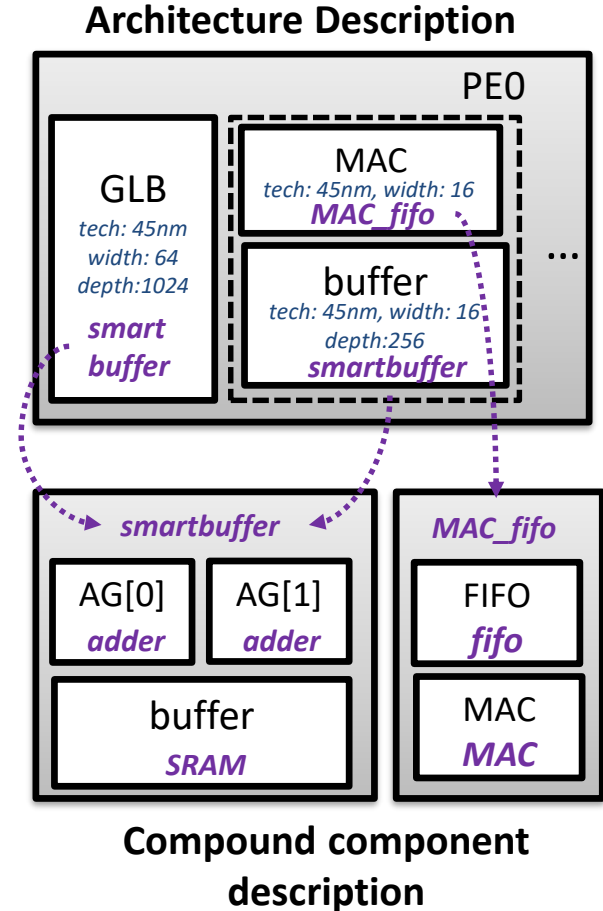 Architecture Description
PE0
GLB
tech: 45nm
width: 64
depth:1024
smart
buffer
MAC
tech: 45nm, width: 16
MAC_fifo
buffer
tech: 45nm, width: 16
depth:256
smartbuffer
...
smartbuffer
AG[0]
adder
AG[1]
adder
buffer
SRAM
MAC_fifo
FIFO
fifo
MAC
MAC
Compound component
description